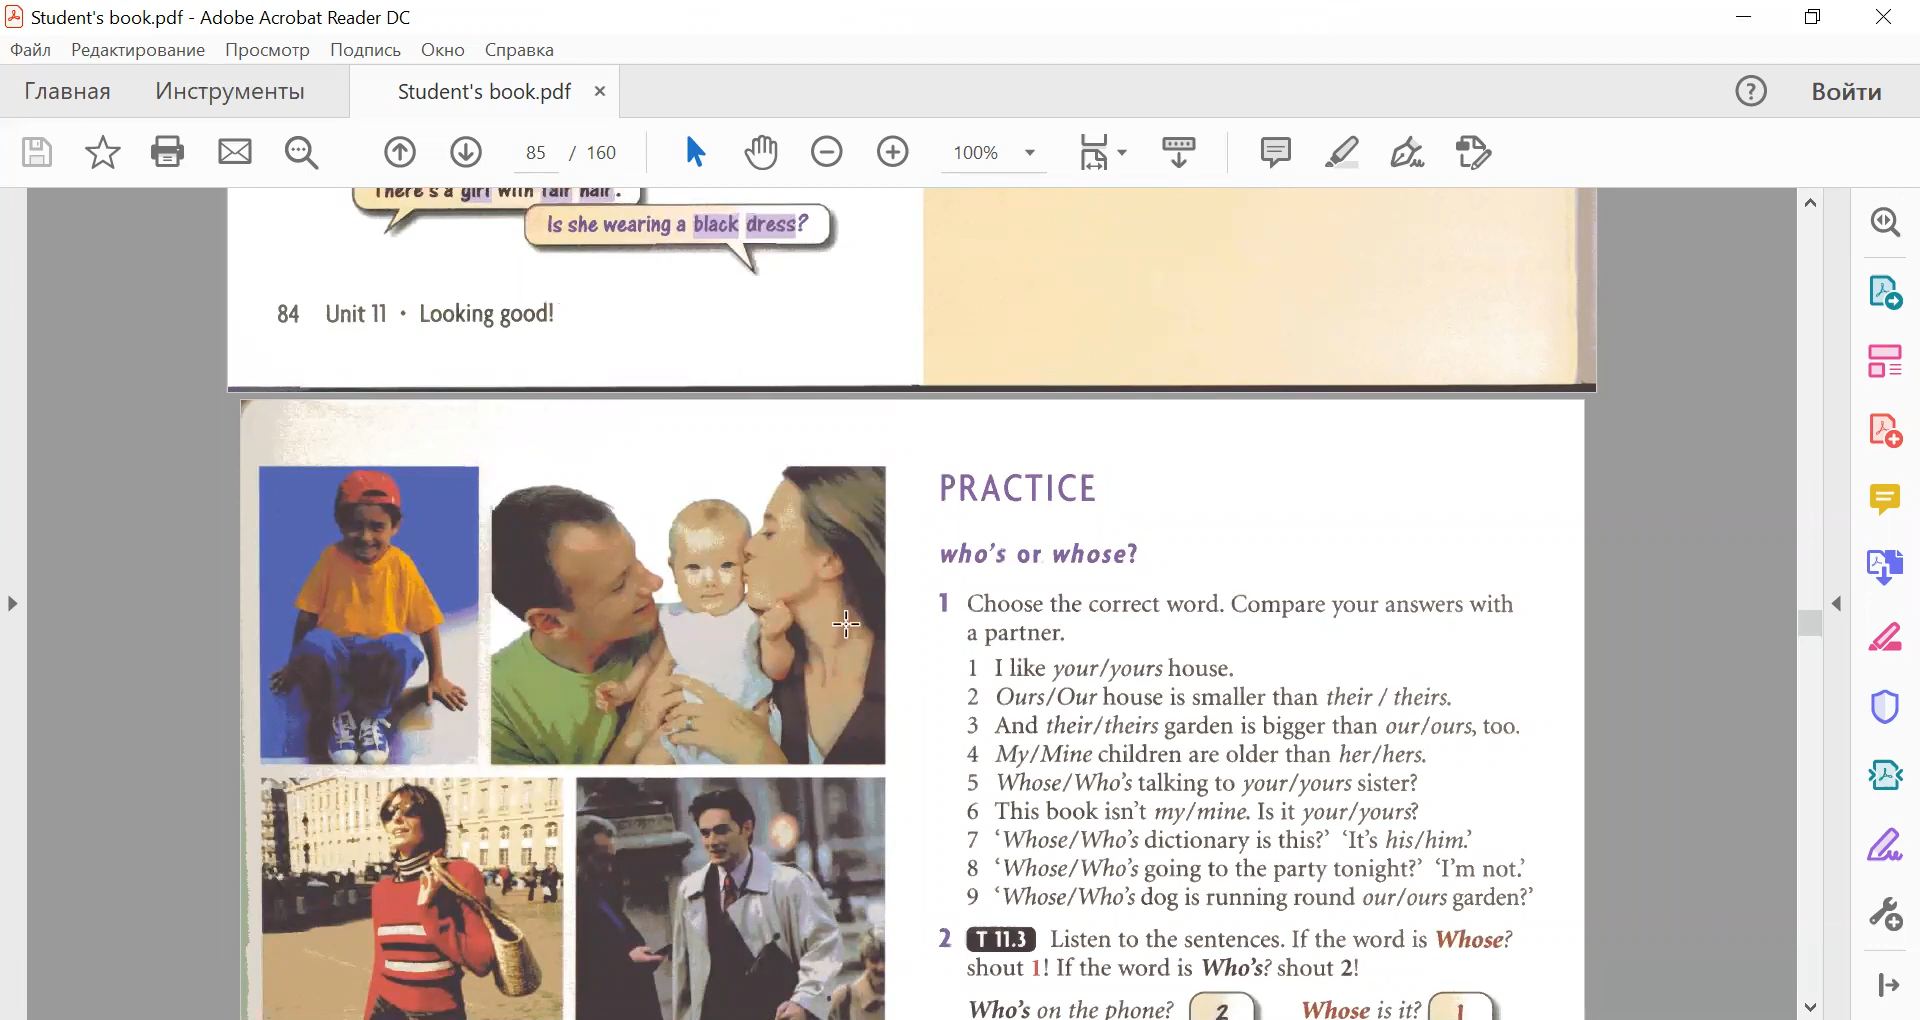 Student's book.pdf - Adobe Acrobat Reader DC
Файл Редактирование Просмотр Подпись Окно Справка
Главная Инструменты Student's book.pdf × ? Войти
85 / 160 100%
There's a girl with fair hair.
Is she wearing a black dress?
84 Unit 11 • Looking good!
PRACTICE
who's or whose?
1 Choose the correct word. Compare your answers with
a partner.
1 I like your/yours house.
2 Ours/Our house is smaller than their / theirs.
3 And their/theirs garden is bigger than our/ours, too.
4 My/Mine children are older than her/hers.
5 Whose/Who's talking to your/yours sister?
6 This book isn't my/mine. Is it your/yours?
7 ‘Whose/Who's dictionary is this?’ ‘It's his/him.’
8 ‘Whose/Who's going to the party tonight?’ ‘I'm not.’
9 ‘Whose/Who's dog is running round our/ours garden?’
2 T 11.3 Listen to the sentences. If the word is Whose?
shout 1! If the word is Who's? shout 2!
Who's on the phone? 2 Whose is it? 1